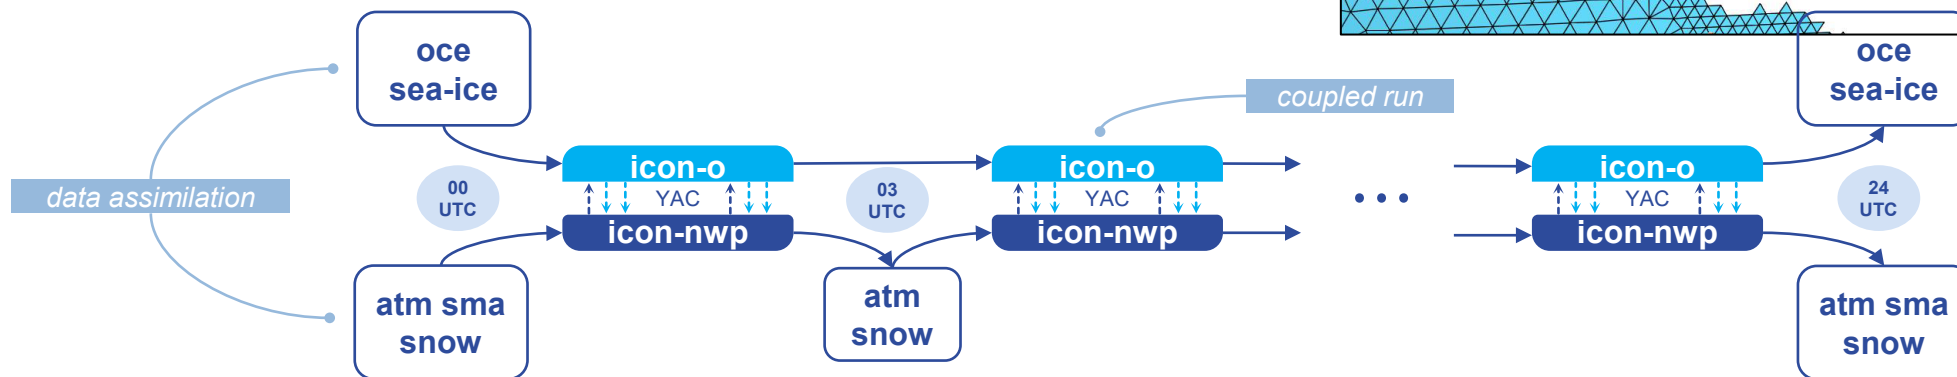 oce
sea-ice
data assimilation
00
UTC
atm sma
snow
icon-o
YAC
icon-nwp
03
UTC
atm
snow
coupled run
icon-o
YAC
icon-nwp
...
icon-o
YAC
icon-nwp
oce
sea-ice
24
UTC
atm sma
snow